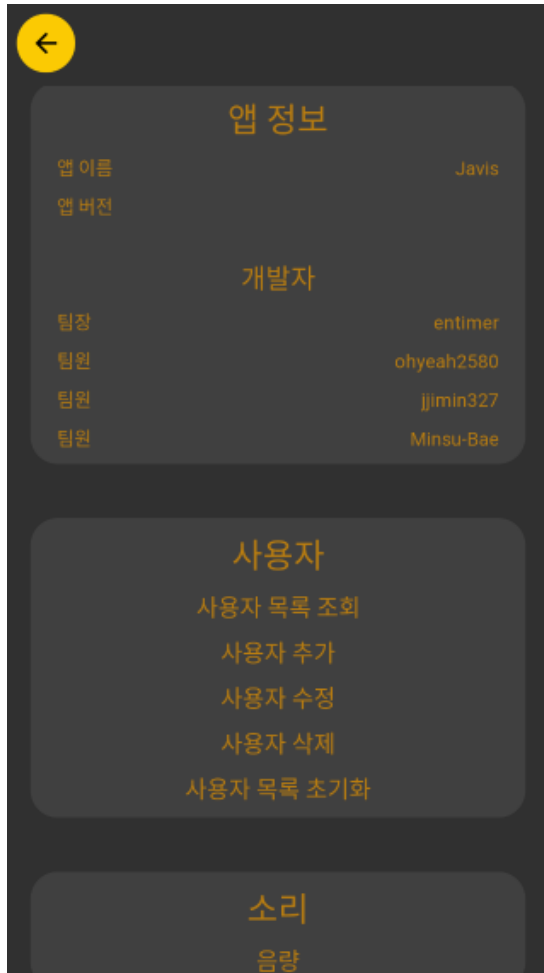 앱 정보
앱 이름 Javis
앱 버전
개발자
팀장 entimer
팀원 ohyeah2580
팀원 jjimin327
팀원 Minsu-Bae
사용자
사용자 목록 조회
사용자 추가
사용자 수정
사용자 삭제
사용자 목록 초기화
소리
음량